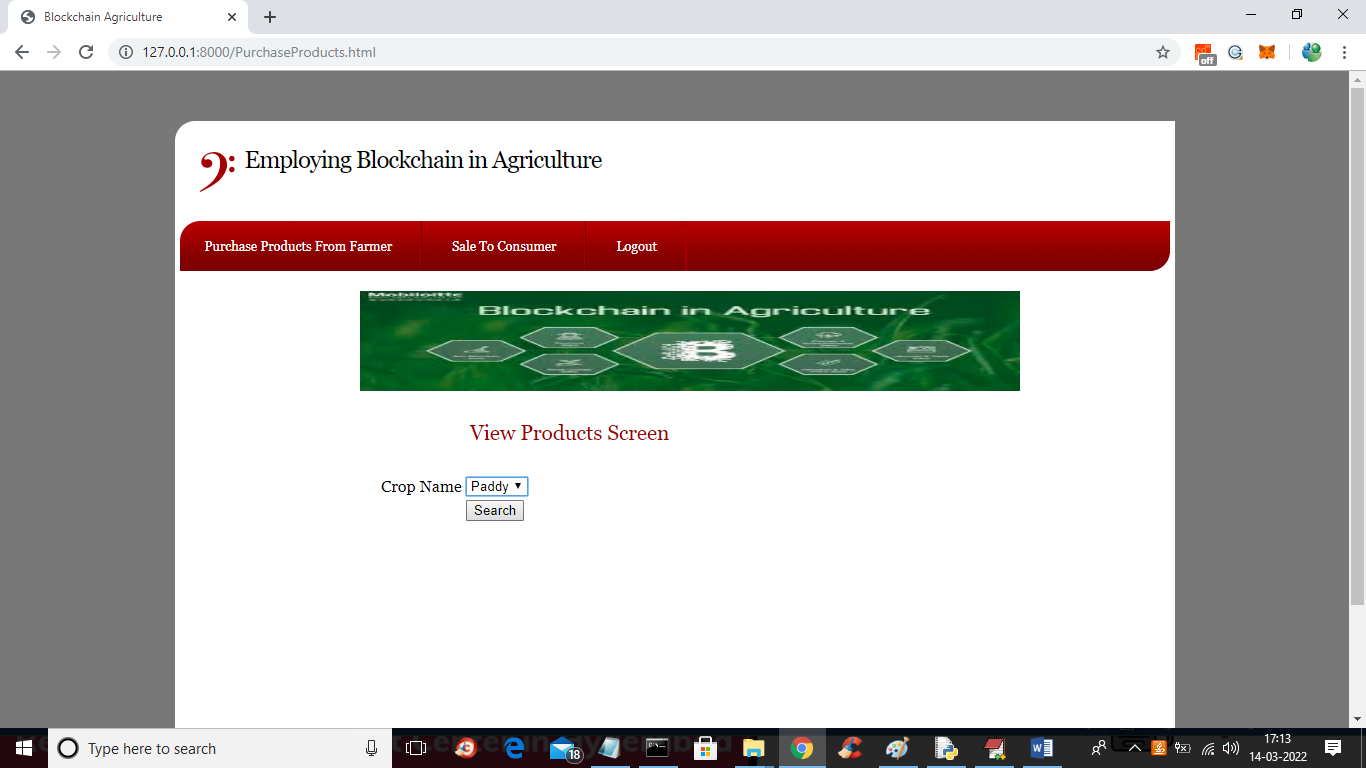 Blockchain Agriculture
127.0.0.1:8000/PurchaseProducts.html
off
Employing Blockchain in Agriculture
Purchase Products From Farmer Sale To Consumer Logout
Mobiloitte
Blockchain in Agriculture
View Products Screen
Crop Name Paddy
Search
Type here to search
18
17:13
14-03-2022